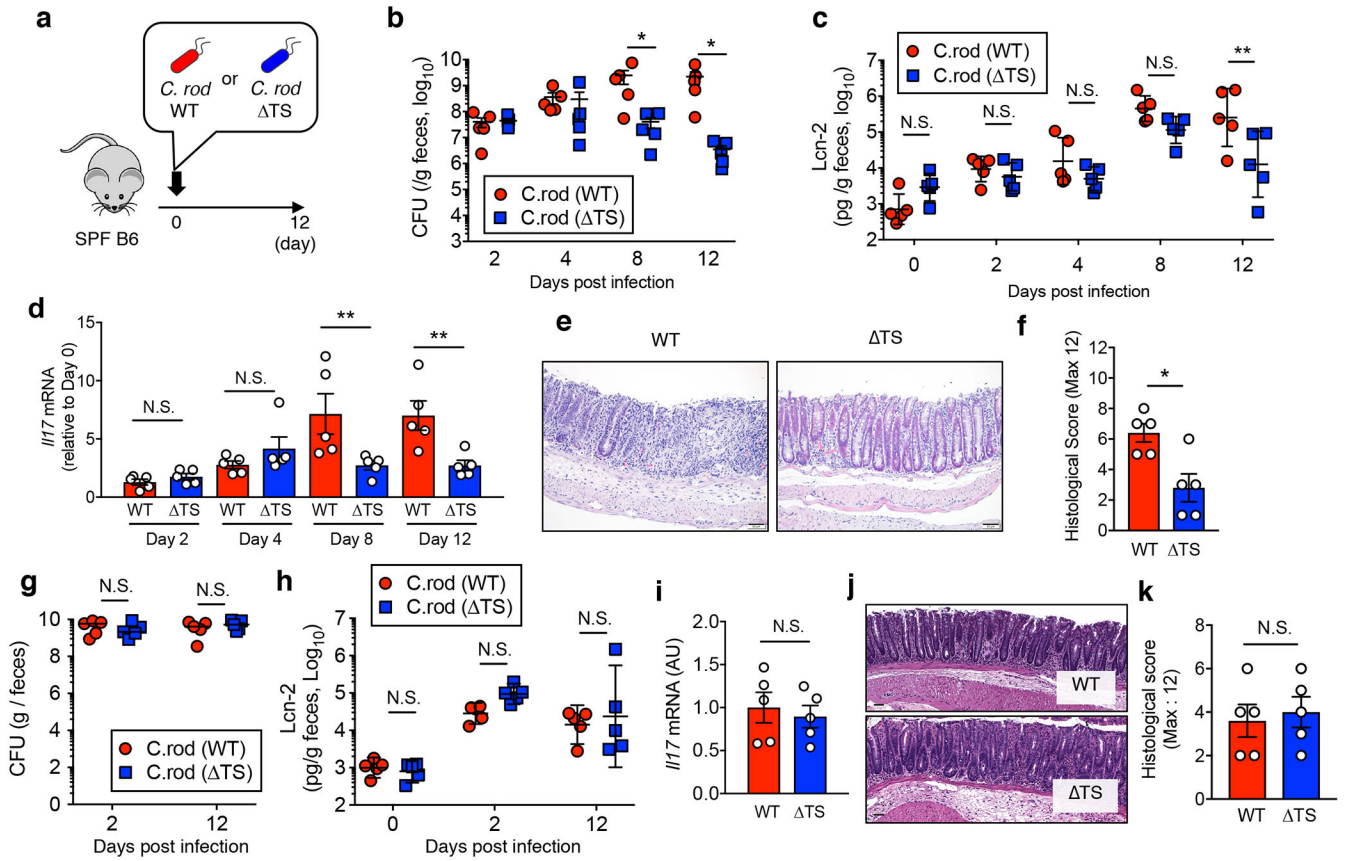 a
C. rod
WT
or
C. rod
ΔTS
SPF B6
0
12
(day)
b
CFU (/g feces, log10)
10
9
8
7
6
5
4
3
*
*
C.rod (WT)
C.rod (ΔTS)
2
4
8
12
Days post infection
c
C.rod (WT)
C.rod (ΔTS)
Lcn-2
(pg /g feces, log10)
7
6
5
4
3
2
N.S.
N.S.
N.S.
N.S.
**
0
2
4
8
12
Days post infection
d
Il17 mRNA
(relative to Day 0)
15
10
5
0
N.S.
N.S.
**
**
WT ΔTS WT ΔTS WT ΔTS WT ΔTS
Day 2 Day 4 Day 8 Day 12
e
WT
ΔTS
f
Histological Score (Max 12)
12
10
8
6
4
2
0
*
WT ΔTS
g
CFU (g / feces)
10
8
6
4
2
0
N.S.
N.S.
C.rod (WT)
C.rod (ΔTS)
2
12
Days post infection
h
C.rod (WT)
C.rod (ΔTS)
Lcn-2
(pg/g feces, Log10)
7
6
5
4
3
2
N.S.
N.S.
N.S.
0
2
12
Days post infection
i
Il17 mRNA (AU)
2.0
1.5
1.0
0.5
0.0
N.S.
WT ΔTS
j
WT
ΔTS
k
Histological score
(Max : 12)
8
6
4
2
0
N.S.
WT ΔTS